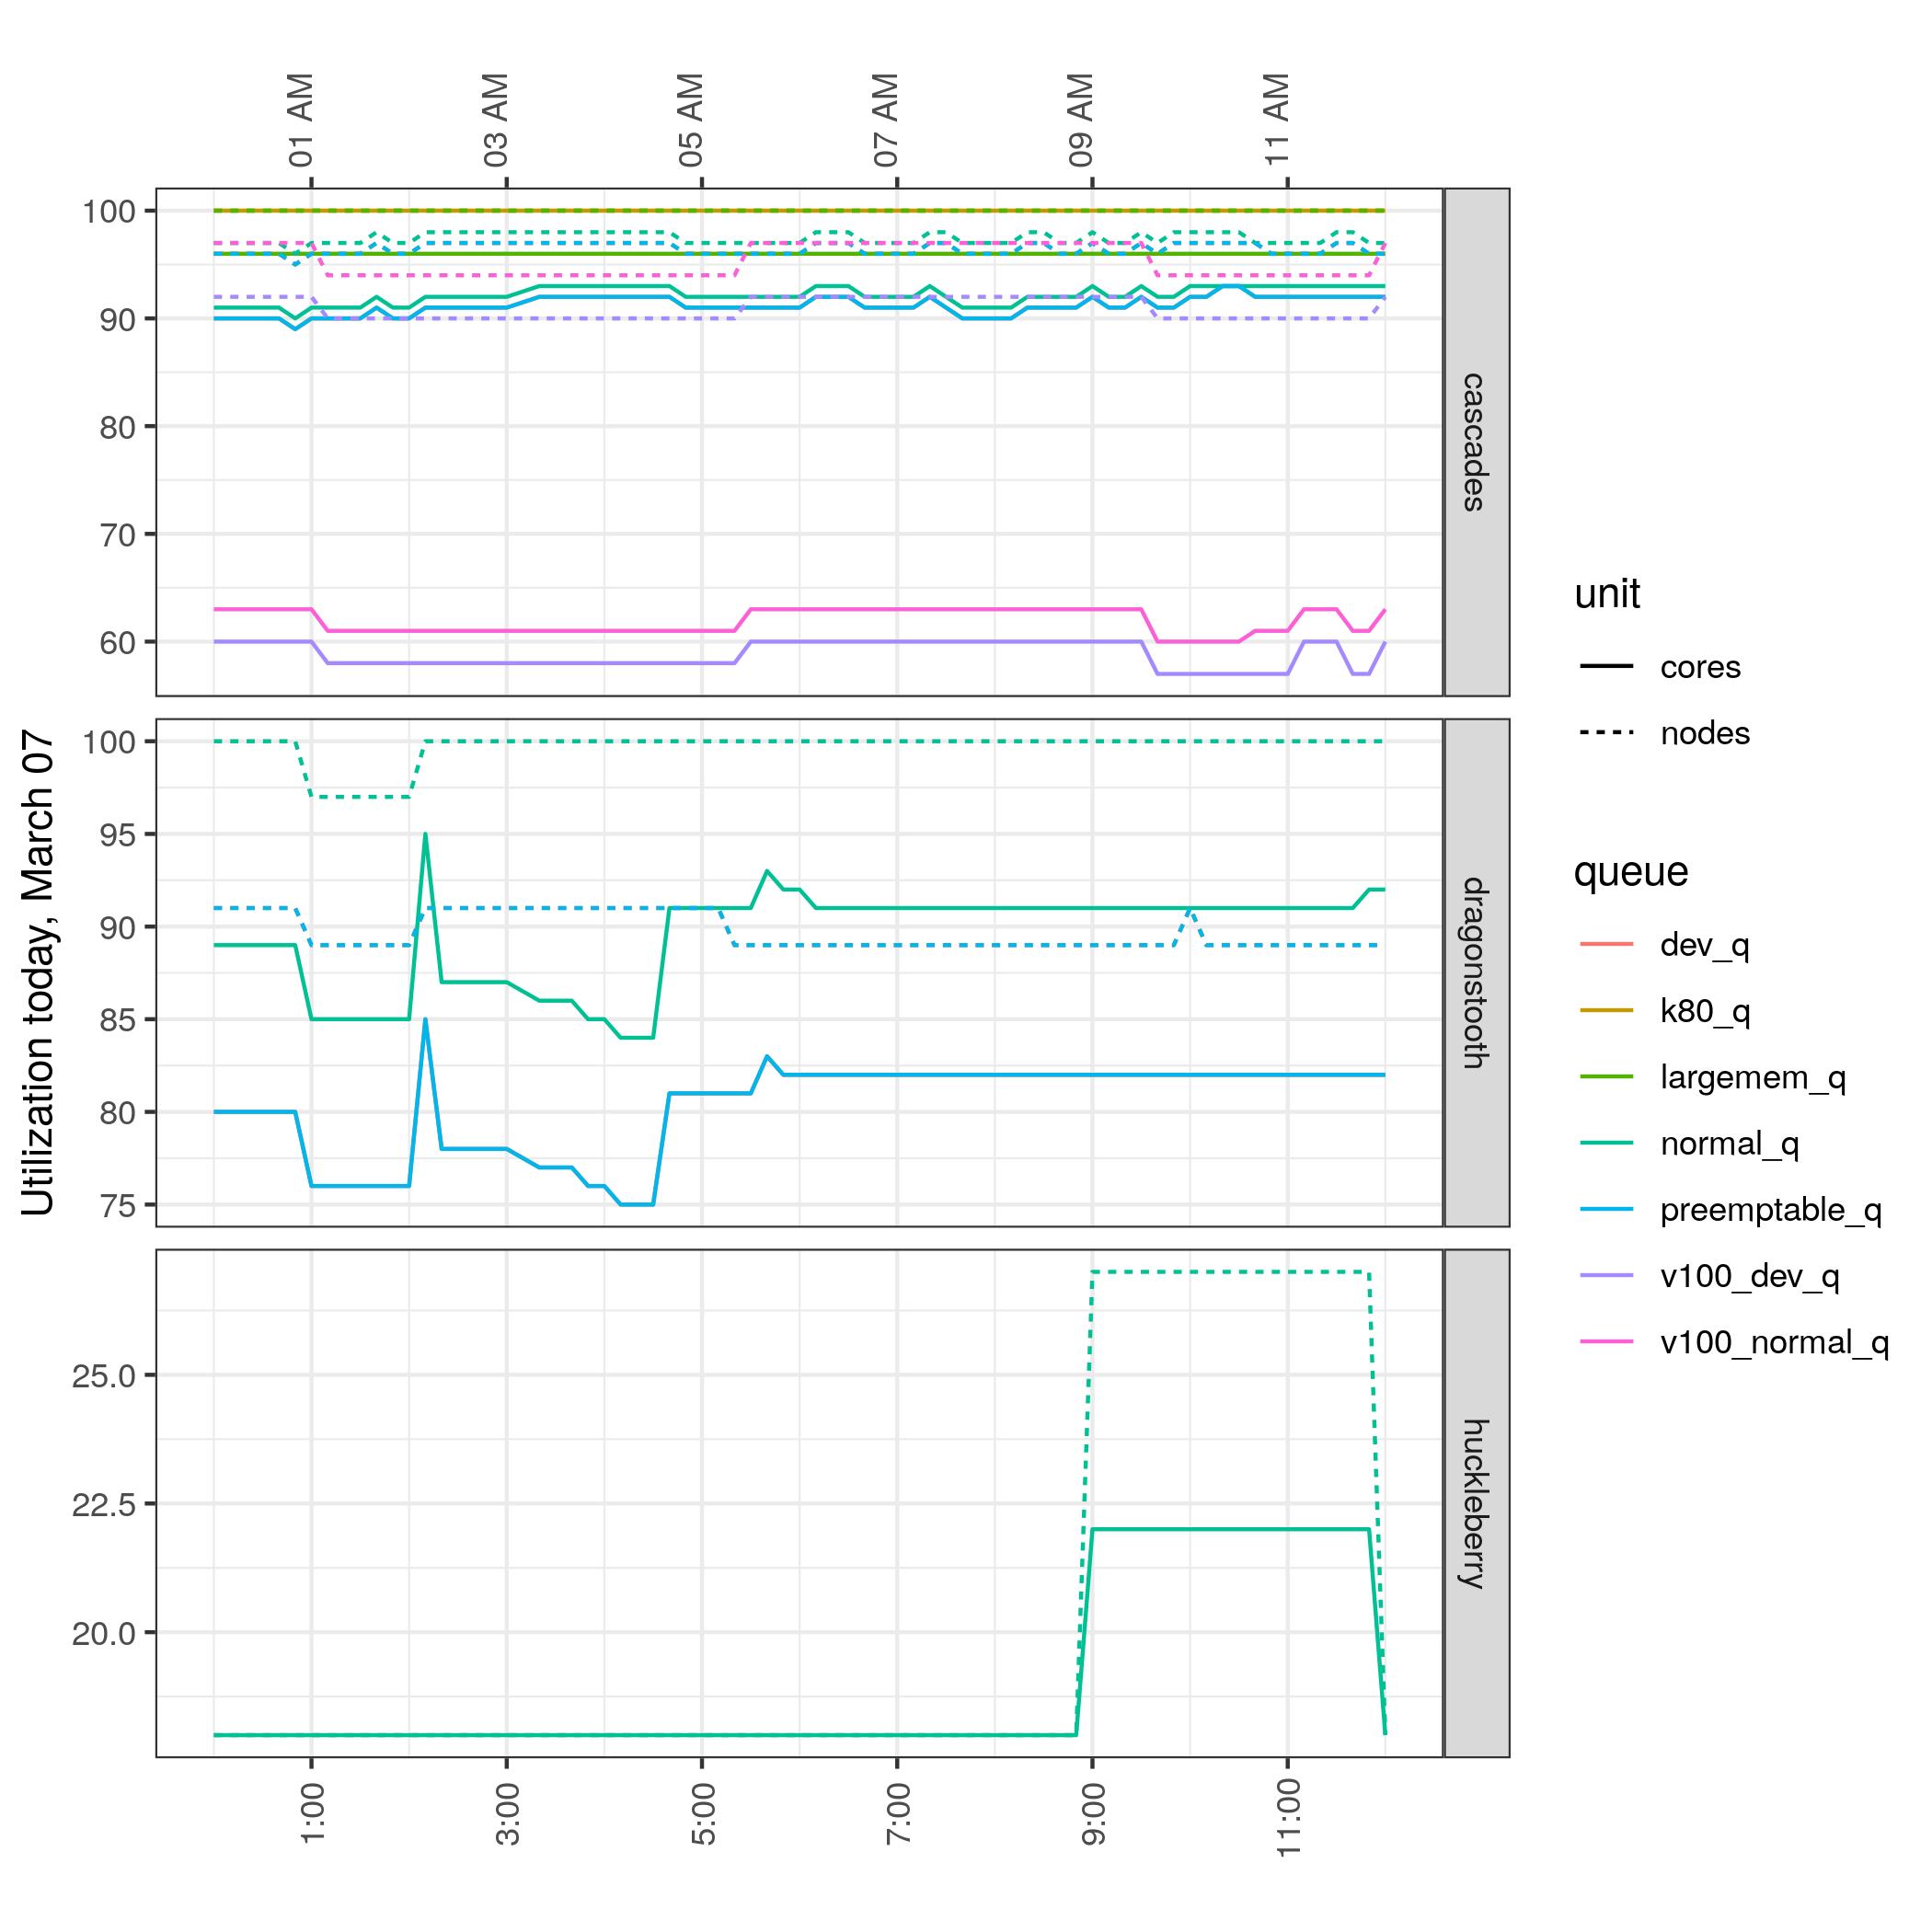 01 AM
03 AM
05 AM
07 AM
09 AM
11 AM
Utilization today, March 07
100
90
80
70
60
cascades
100
95
90
85
80
75
dragonstooth
25.0
22.5
20.0
huckleberry
1:00
3:00
5:00
7:00
9:00
11:00
unit
cores
nodes
queue
dev_q
k80_q
largemem_q
normal_q
preemptable_q
v100_dev_q
v100_normal_q